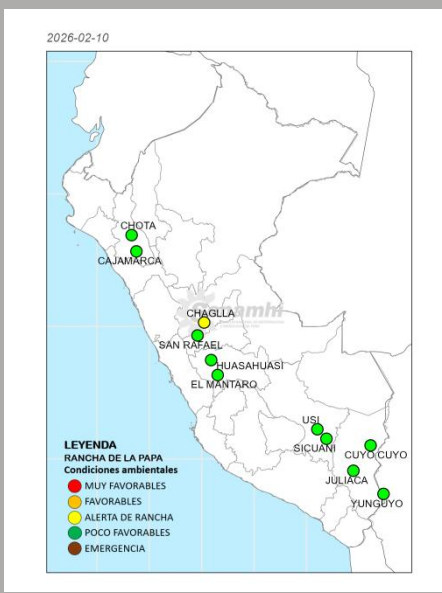 2026-02-10
CHOTA
CAJAMARCA
CHAGLLA
Senamhi
SAN RAFAEL
HUASAHUASI
EL MANTARO
USI
SICUANI
CUYO CUYO
JULIACA
YUNGUYO
LEYENDA
RANCHA DE LA PAPA
Condiciones ambientales
MUY FAVORABLES
FAVORABLES
ALERTA DE RANCHA
POCO FAVORABLES
EMERGENCIA